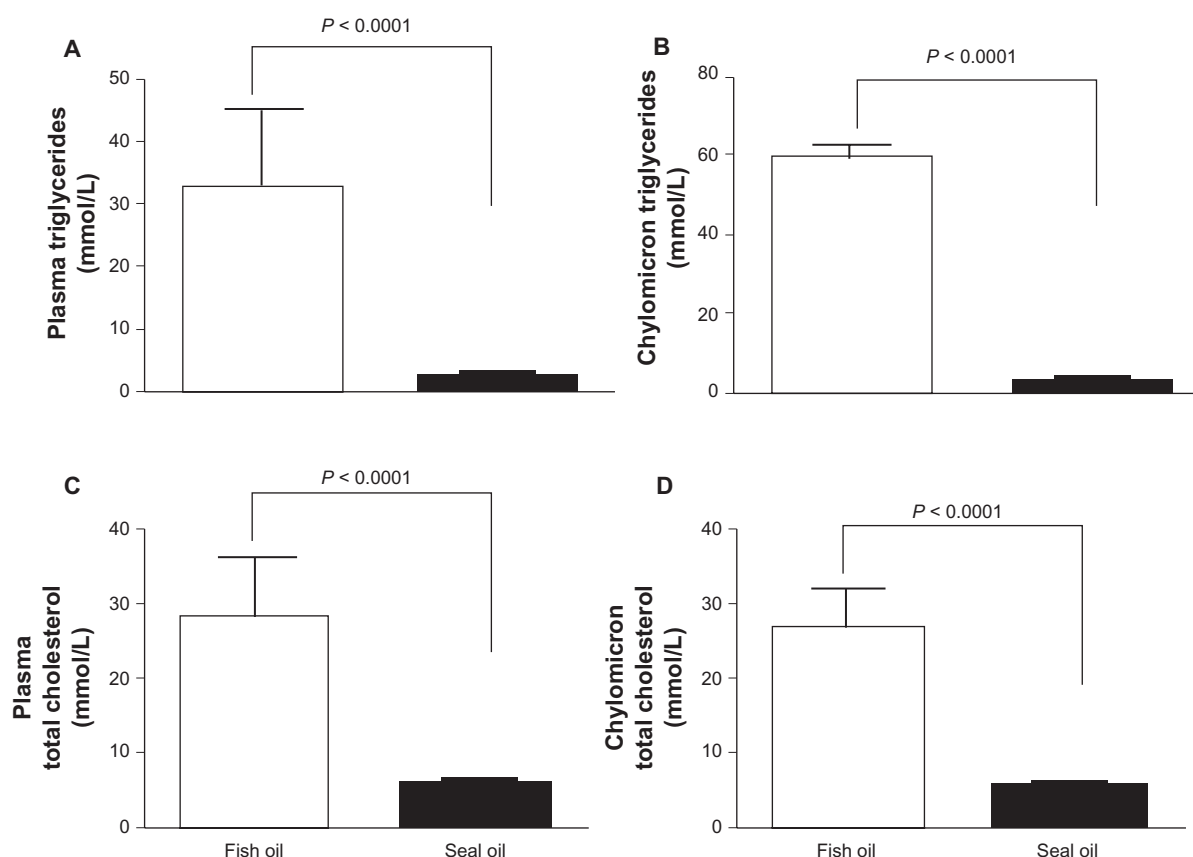 A
P < 0.0001
Plasma triglycerides
(mmol/L)
50
40
30
20
10
0
B
P < 0.0001
Chylomicron triglycerides
(mmol/L)
80
60
40
20
0
C
P < 0.0001
Plasma
total cholesterol
(mmol/L)
40
30
20
10
0
Fish oil
Seal oil
D
P < 0.0001
Chylomicron
total cholesterol
(mmol/L)
40
30
20
10
0
Fish oil
Seal oil